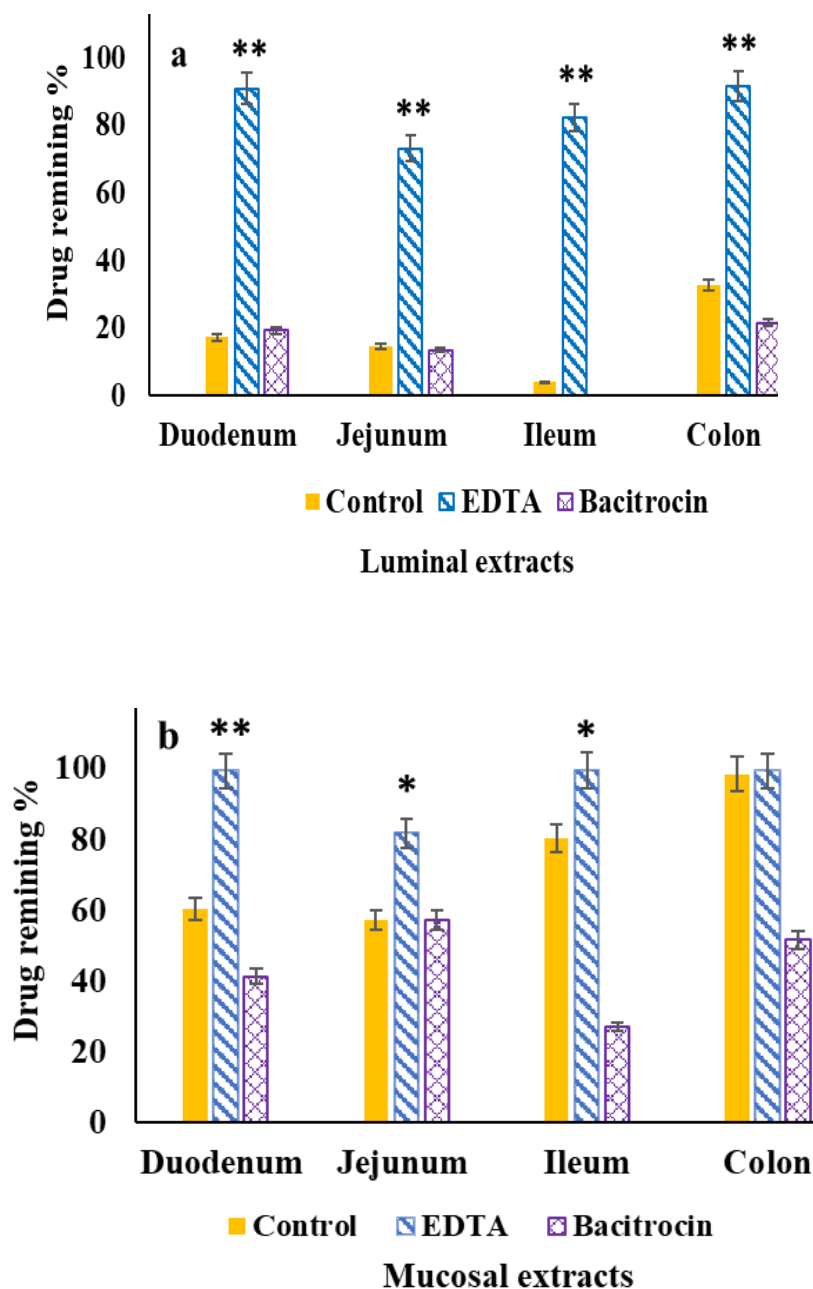 a
**
**
**
**
Drug remining %
100
80
60
40
20
0
Duodenum Jejunum Ileum Colon
Control EDTA Bacitrocin
Luminal extracts
b
**
*
*
Drug remining %
100
80
60
40
20
0
Duodenum Jejunum Ileum Colon
Control EDTA Bacitrocin
Mucosal extracts